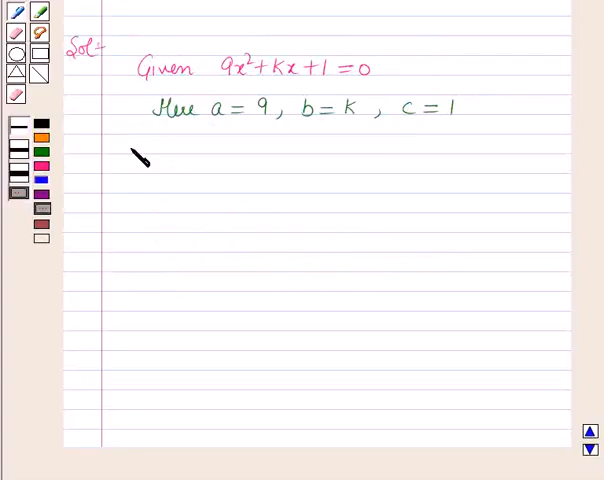 Sol:-
Given 9x²+kx+1=0
Here a=9, b=k, c=1